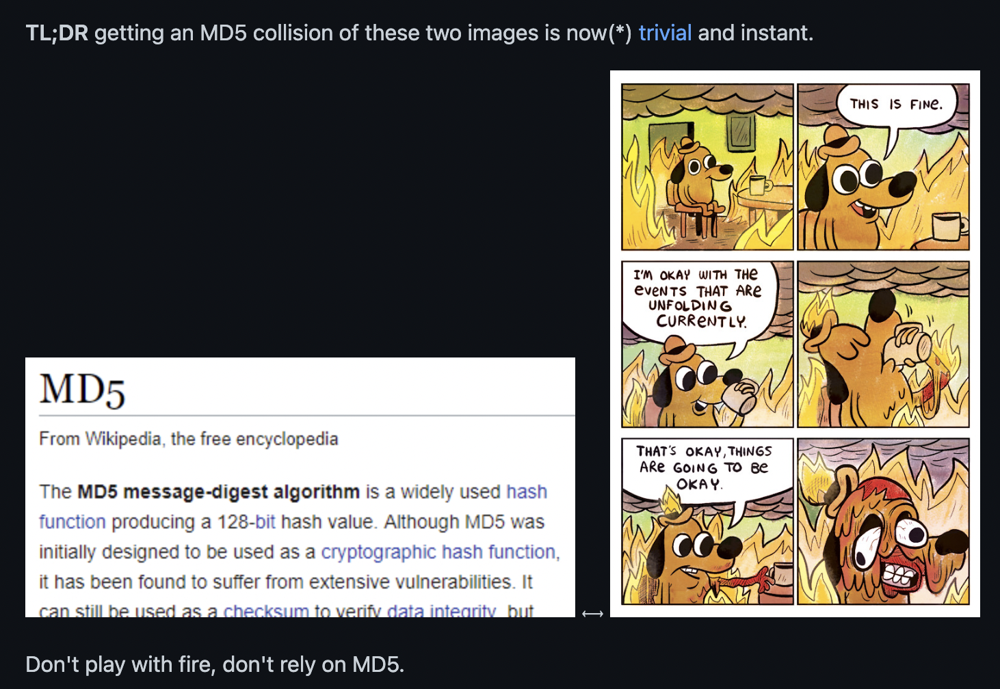 TL;DR getting an MD5 collision of these two images is now(*) trivial and instant.
MD5
From Wikipedia, the free encyclopedia
The MD5 message-digest algorithm is a widely used hash
function producing a 128-bit hash value. Although MD5 was
initially designed to be used as a cryptographic hash function,
it has been found to suffer from extensive vulnerabilities. It
can still be used as a checksum to verify data integrity, but
THIS IS FINE.
I'M OKAY WITH THE
EVENTS THAT ARE
UNFOLDING
CURRENTLY.
THAT'S OKAY, THINGS
ARE GOING TO BE
OKAY.
Don't play with fire, don't rely on MD5.